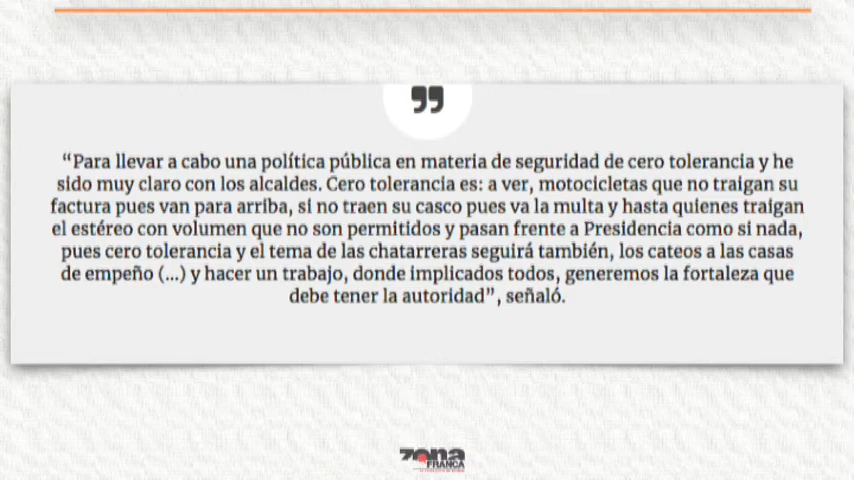 ”
“Para llevar a cabo una política pública en materia de seguridad de cero tolerancia y he
sido muy claro con los alcaldes. Cero tolerancia es: a ver, motocicletas que no traigan su
factura pues van para arriba, si no traen su casco pues va la multa y hasta quienes traigan
el estéreo con volumen que no son permitidos y pasan frente a Presidencia como si nada,
pues cero tolerancia y el tema de las chatarreras seguirá también, los cateos a las casas
de empeño (...) y hacer un trabajo, donde implicados todos, generemos la fortaleza que
debe tener la autoridad”, señaló.
zona
FRANCA